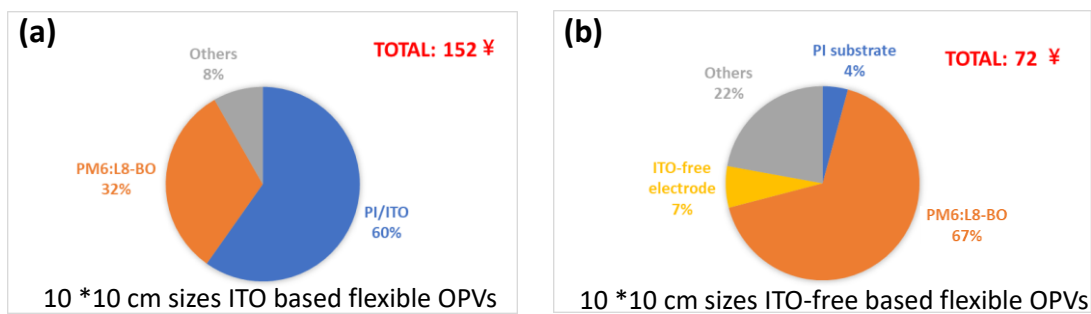 (a)
TOTAL: 152 ¥
Others
8%
PM6:L8-BO
32%
PI/ITO
60%
10 *10 cm sizes ITO based flexible OPVs
(b)
PI substrate
4%
TOTAL: 72 ¥
Others
22%
ITO-free
electrode
7%
PM6:L8-BO
67%
10 *10 cm sizes ITO-free based flexible OPVs